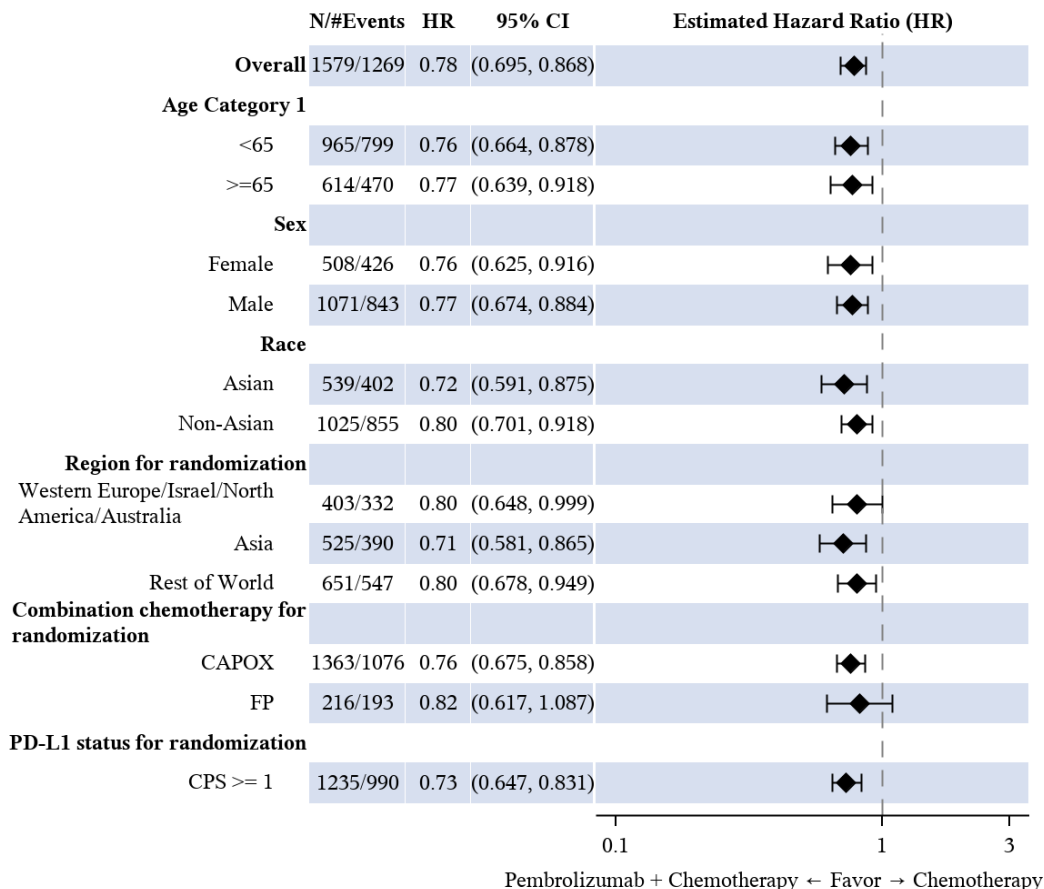 N/#Events HR 95% CI Estimated Hazard Ratio (HR)
Overall 1579/1269 0.78 (0.695, 0.868)
Age Category 1
<65 965/799 0.76 (0.664, 0.878)
>=65 614/470 0.77 (0.639, 0.918)
Sex
Female 508/426 0.76 (0.625, 0.916)
Male 1071/843 0.77 (0.674, 0.884)
Race
Asian 539/402 0.72 (0.591, 0.875)
Non-Asian 1025/855 0.80 (0.701, 0.918)
Region for randomization
Western Europe/Israel/North
America/Australia 403/332 0.80 (0.648, 0.999)
Asia 525/390 0.71 (0.581, 0.865)
Rest of World 651/547 0.80 (0.678, 0.949)
Combination chemotherapy for
randomization
CAPOX 1363/1076 0.76 (0.675, 0.858)
FP 216/193 0.82 (0.617, 1.087)
PD-L1 status for randomization
CPS >= 1 1235/990 0.73 (0.647, 0.831)
0.1 1 3
Pembrolizumab + Chemotherapy ← Favor → Chemotherapy